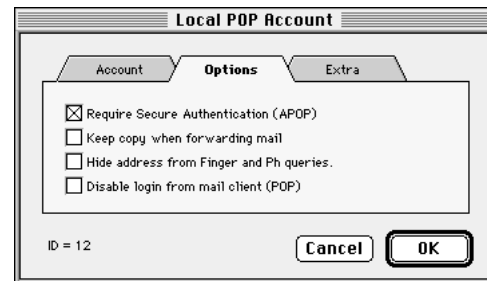 Local POP Account
Account Options Extra
Require Secure Authentication (APOP)
Keep copy when forwarding mail
Hide address from Finger and Ph queries.
Disable login from mail client (POP)
ID = 12 Cancel OK